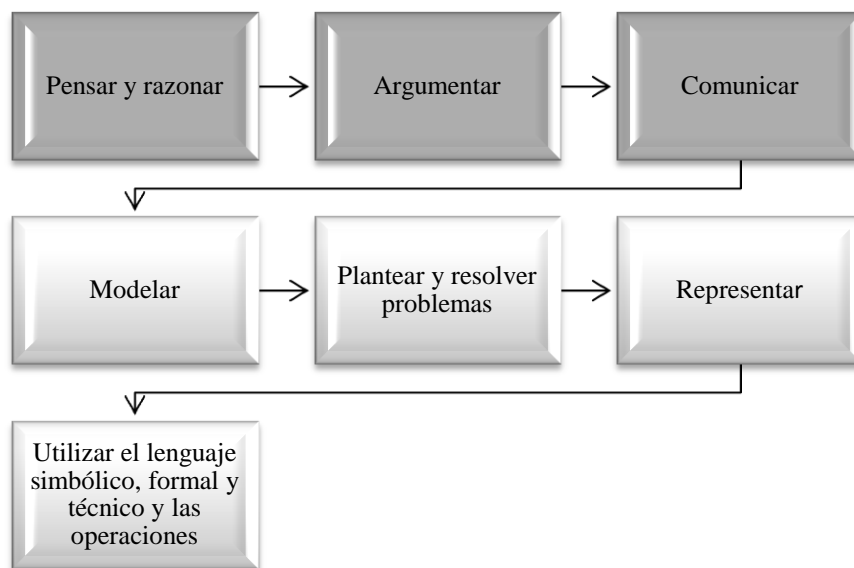 Pensar y razonar
Argumentar
Comunicar
Modelar
Plantear y resolver
problemas
Representar
Utilizar el lenguaje
simbólico, formal y
técnico y las
operaciones